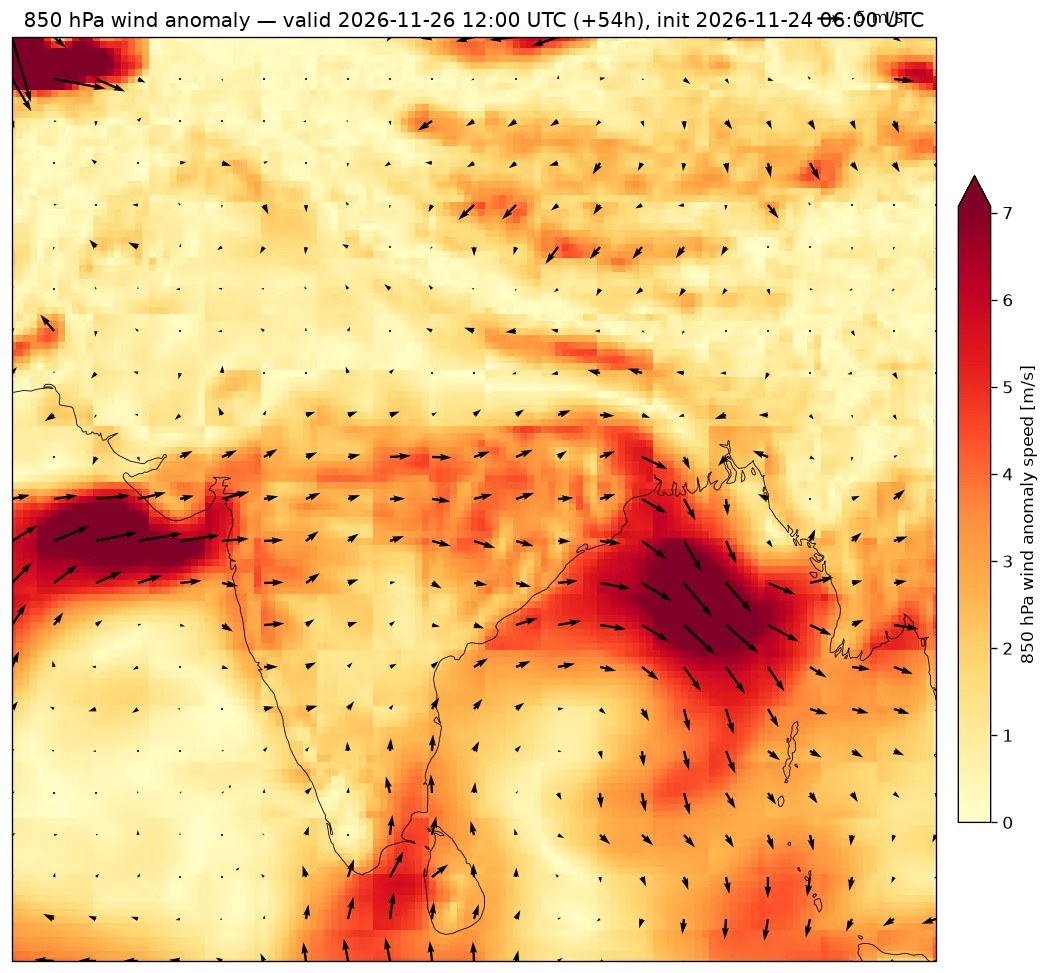 850 hPa wind anomaly — valid 2026-11-26 12:00 UTC (+54h), init 2026-11-24 06:00 UTC
5 m/s
7
6
5
4
3
2
1
0
850 hPa wind anomaly speed [m/s]